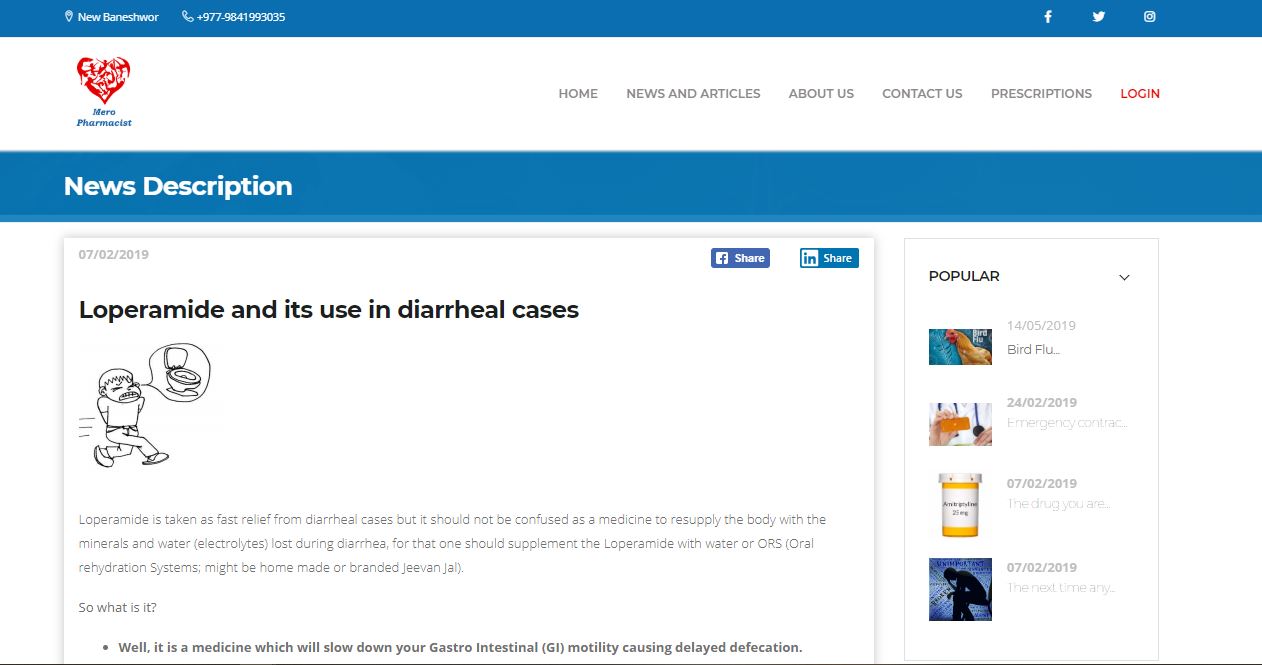 New Baneshwor +977-9841993035
Mero
Pharmacist
HOME NEWS AND ARTICLES ABOUT US CONTACT US PRESCRIPTIONS LOGIN
News Description
07/02/2019
Share
Share
Loperamide and its use in diarrheal cases
Loperamide is taken as fast relief from diarrheal cases but it should not be confused as a medicine to resupply the body with the
minerals and water (electrolytes) lost during diarrhea, for that one should supplement the Loperamide with water or ORS (Oral
rehydration Systems; might be home made or branded Jeevan Jal).
So what is it?
• Well, it is a medicine which will slow down your Gastro Intestinal (GI) motility causing delayed defecation.
POPULAR
Bird
Flu
14/05/2019
Bird Flu...
24/02/2019
Emergency contrac...
Amitriptyline
25 mg
07/02/2019
The drug you are...
UNIMPORTANT
07/02/2019
The next time any...